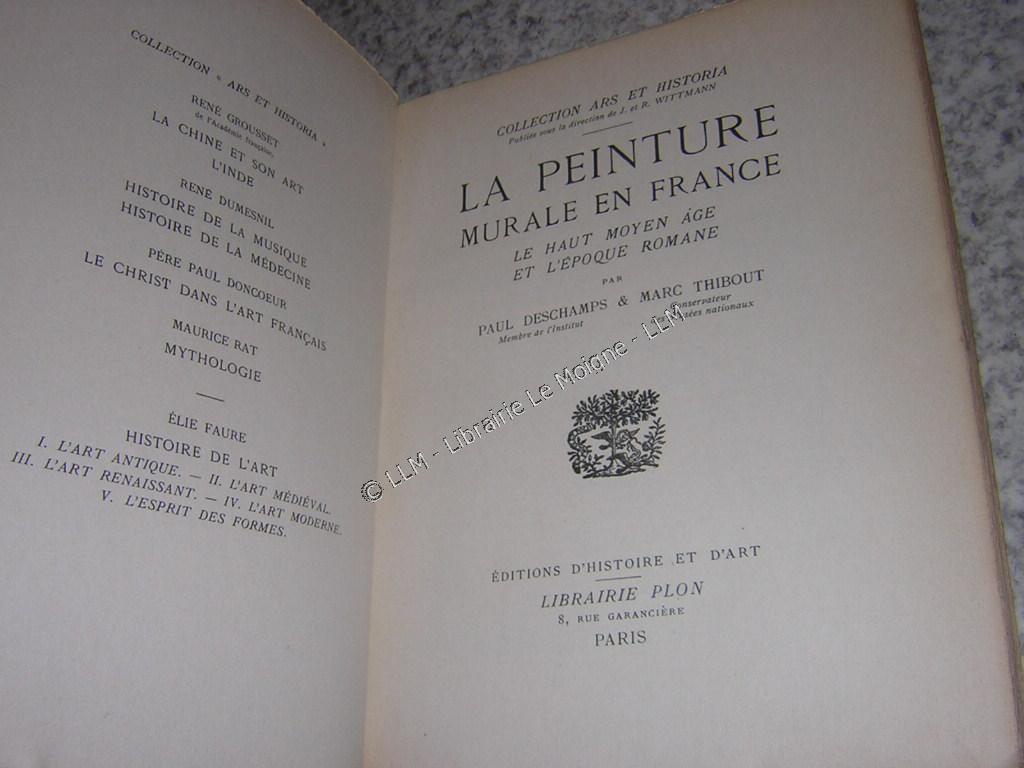 COLLECTION « ARS ET HISTORIA »
RENÉ GROUSSET
de l'Académie française,
LA CHINE ET SON ART
L'INDE
RENÉ DUMESNIL
HISTOIRE DE LA MUSIQUE
HISTOIRE DE LA MÉDECINE
PÈRE PAUL DONCOEUR
LE CHRIST DANS L'ART FRANÇAIS
MAURICE RAT
MYTHOLOGIE
ÉLIE FAURE
HISTOIRE DE L'ART
I. L'ART ANTIQUE. — II. L'ART MÉDIÉVAL.
III. L'ART RENAISSANT. — IV. L'ART MODERNE.
V. L'ESPRIT DES FORMES.
COLLECTION ARS ET HISTORIA
Publiée sous la direction de J. et R. WITTMANN
LA PEINTURE
MURALE EN FRANCE
LE HAUT MOYEN ÂGE
ET L'ÉPOQUE ROMANE
PAR
PAUL DESCHAMPS & MARC THIBOUT
Membre de l'Institut
Conservateur
des Musées nationaux
© LLM - Librairie Le Moigne - LLM
ÉDITIONS D'HISTOIRE ET D'ART
LIBRAIRIE PLON
8, RUE GARANCIÈRE
PARIS